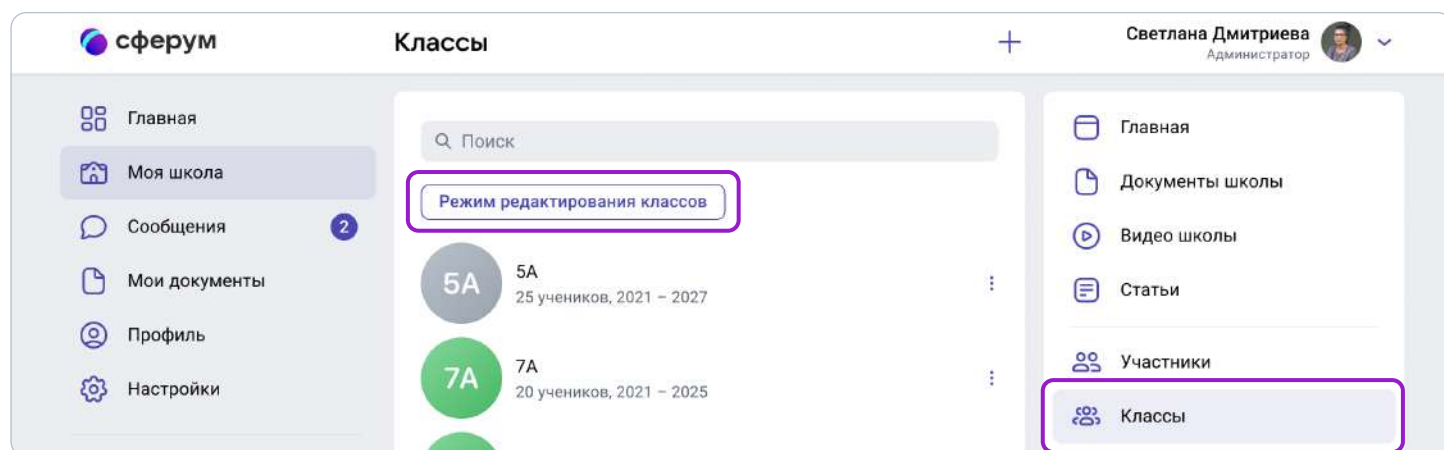 сферум
Классы
+
Светлана Дмитриева
Администратор
Главная
Моя школа
Сообщения
2
Мои документы
Профиль
Настройки
Поиск
Режим редактирования классов
5А
5А
25 учеников, 2021 – 2027
7А
7А
20 учеников, 2021 – 2025
Главная
Документы школы
Видео школы
Статьи
Участники
Классы